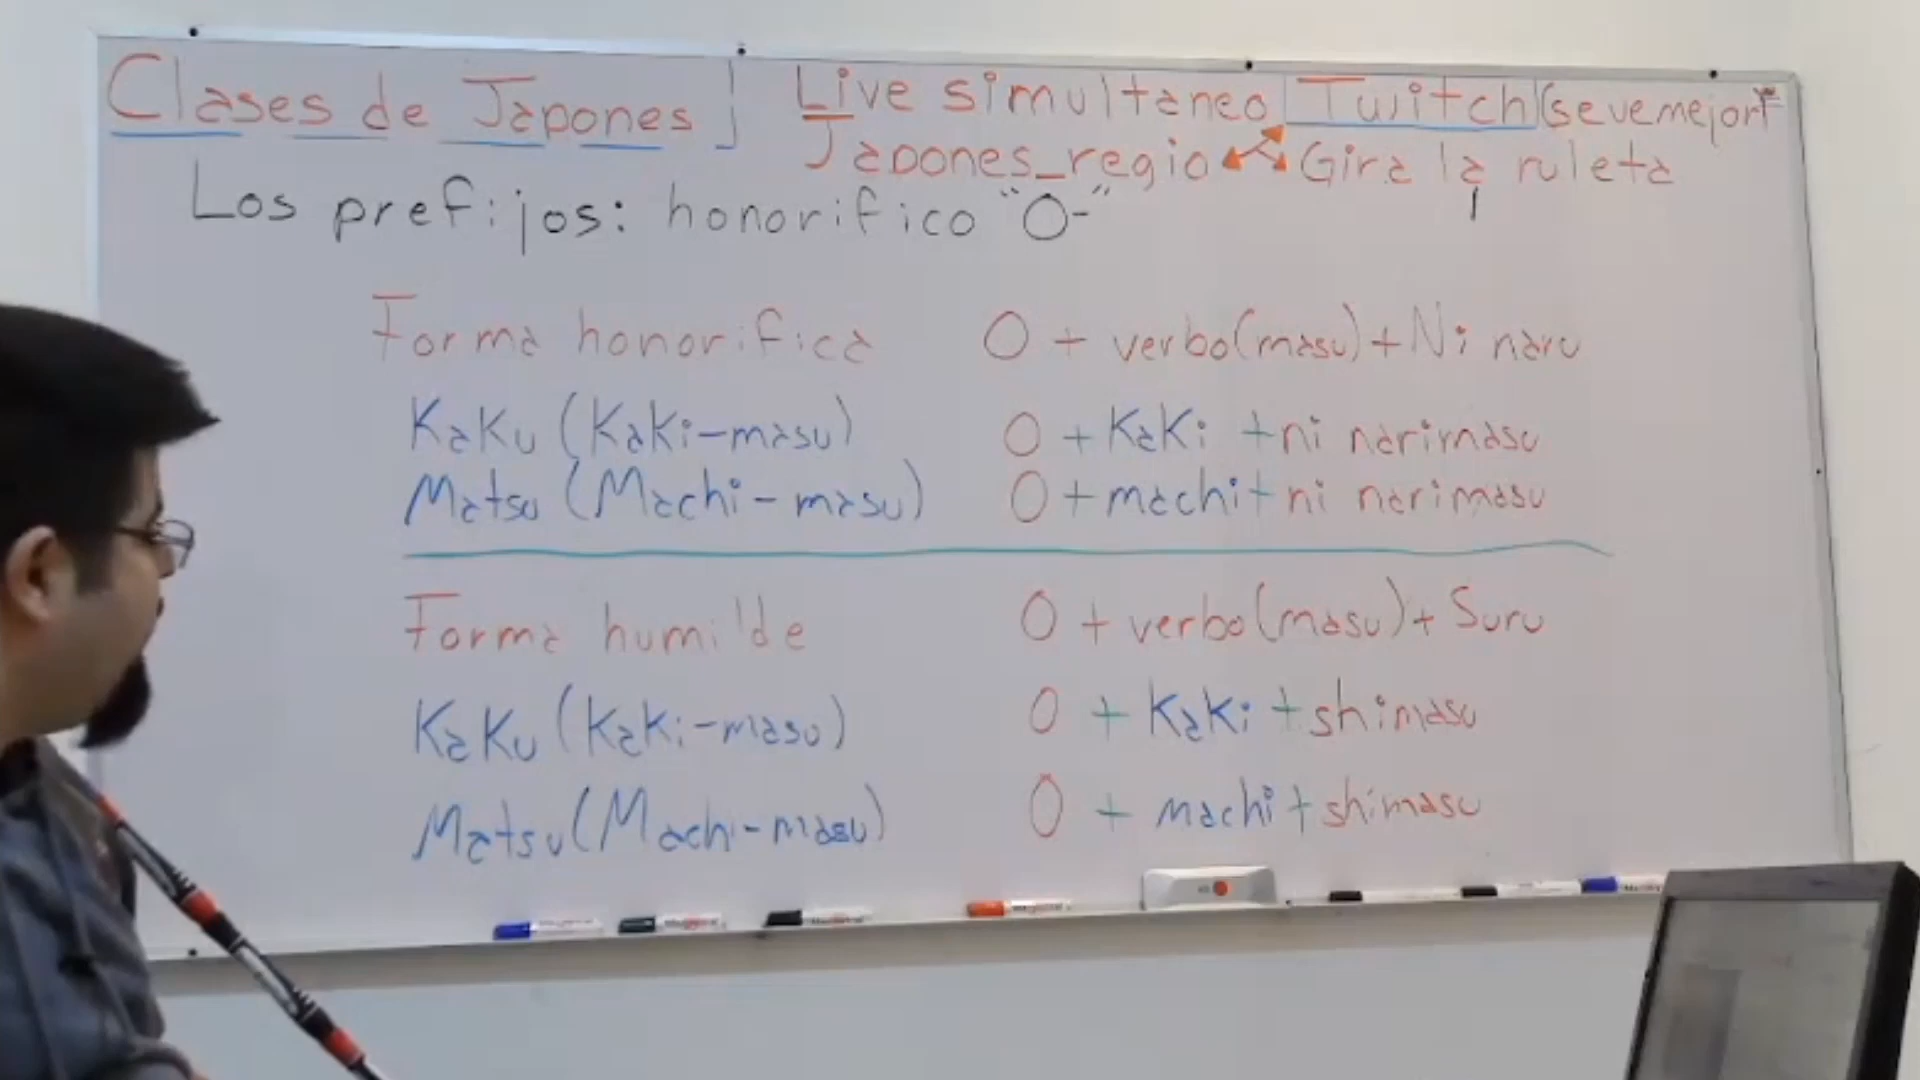 Clases de Japones
Live simultaneo Twitch (se ve mejor
Japones_regio Gira la ruleta
Los prefijos: honorifico "O-"
Forma honorifica O + verbo(masu) + Ni naru
Kaku (Kaki-masu) O + Kaki + ni narimasu
Matsu (Machi-masu) O + machi + ni narimasu
Forma humilde O + verbo(masu) + Suru
Kaku (Kaki-masu) O + Kaki + shimasu
Matsu (Machi-masu) O + machi + shimasu